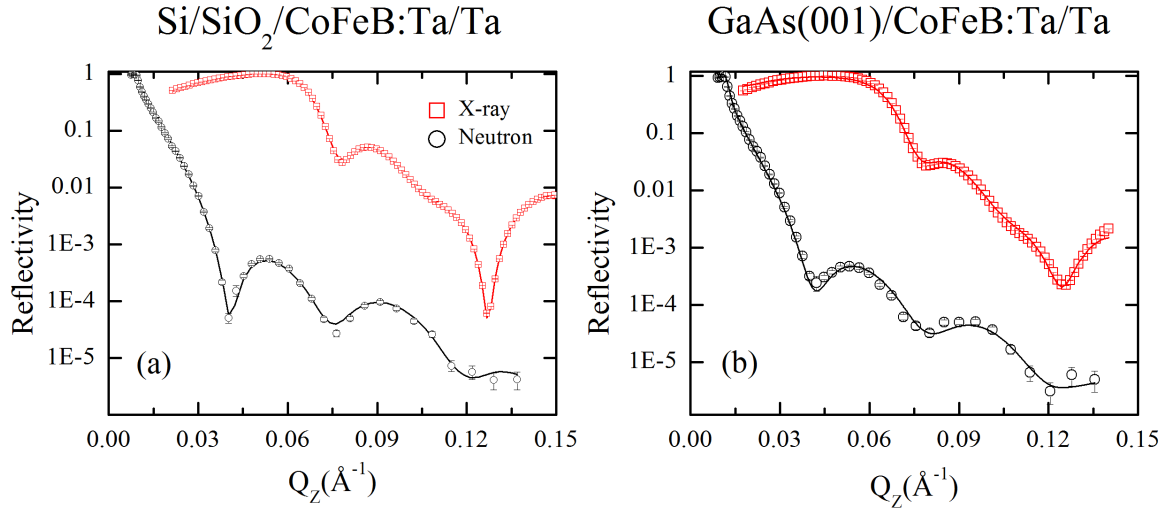 Si/SiO₂/CoFeB:Ta/Ta
GaAs(001)/CoFeB:Ta/Ta
Reflectivity
1
0.1
0.01
1E-3
1E-4
1E-5
X-ray
Neutron
(a)
0.00 0.03 0.06 0.09 0.12 0.15
Q_Z(Å⁻¹)
Reflectivity
1
0.1
0.01
1E-3
1E-4
1E-5
(b)
0.00 0.03 0.06 0.09 0.12 0.15
Q_Z(Å⁻¹)